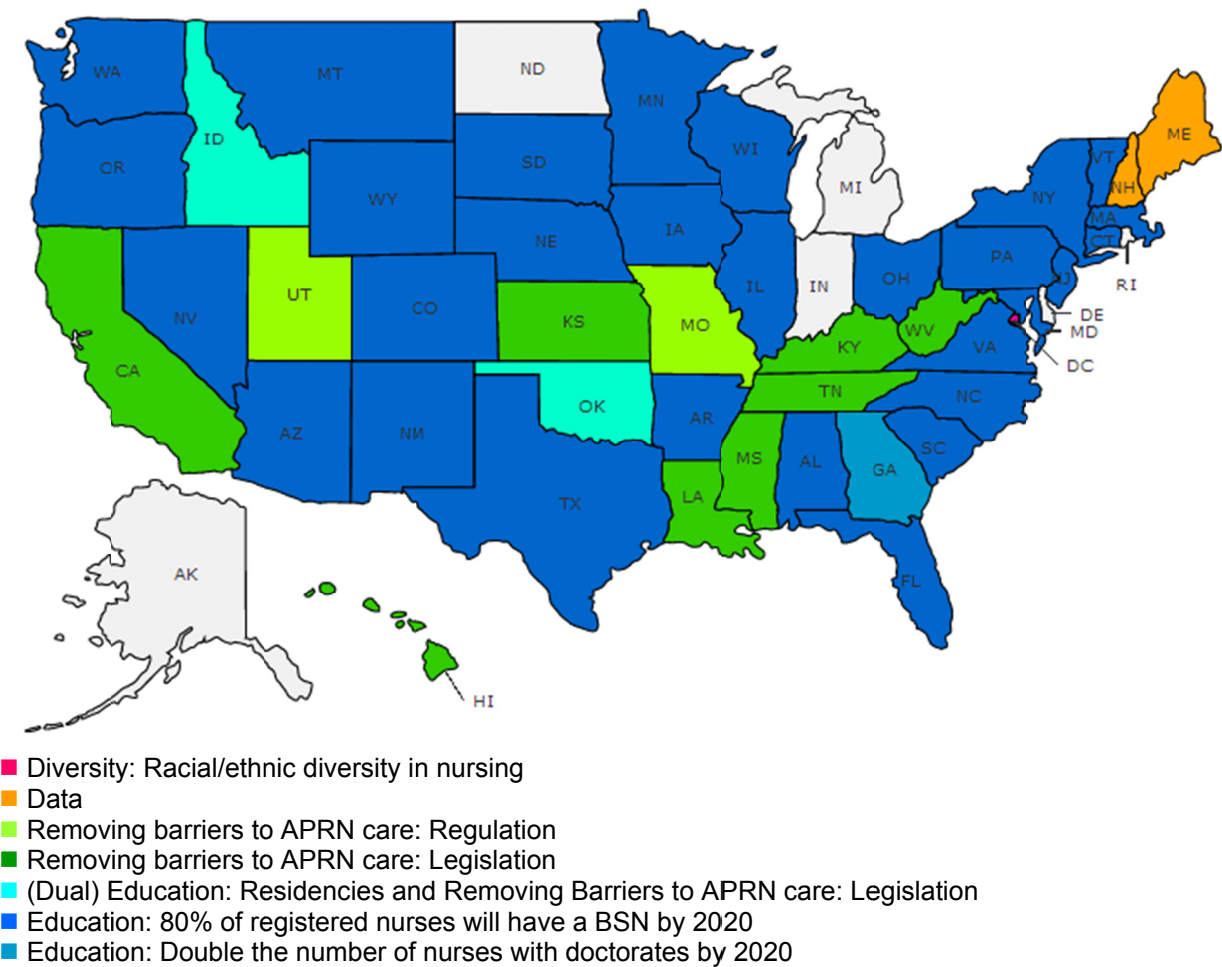 WA
MT
ND
MN
ID
OR
SD
WI
MI
ME
VT
NH
NY
MA
CT
RI
WY
IA
NE
PA
NJ
IL
IN
OH
DE
MD
DC
NV
UT
CO
KS
MO
KY
WV
VA
CA
TN
NC
AZ
NM
OK
AR
MS
AL
GA
SC
TX
LA
FL
AK
HI
Diversity: Racial/ethnic diversity in nursing
Data
Removing barriers to APRN care: Regulation
Removing barriers to APRN care: Legislation
(Dual) Education: Residencies and Removing Barriers to APRN care: Legislation
Education: 80% of registered nurses will have a BSN by 2020
Education: Double the number of nurses with doctorates by 2020